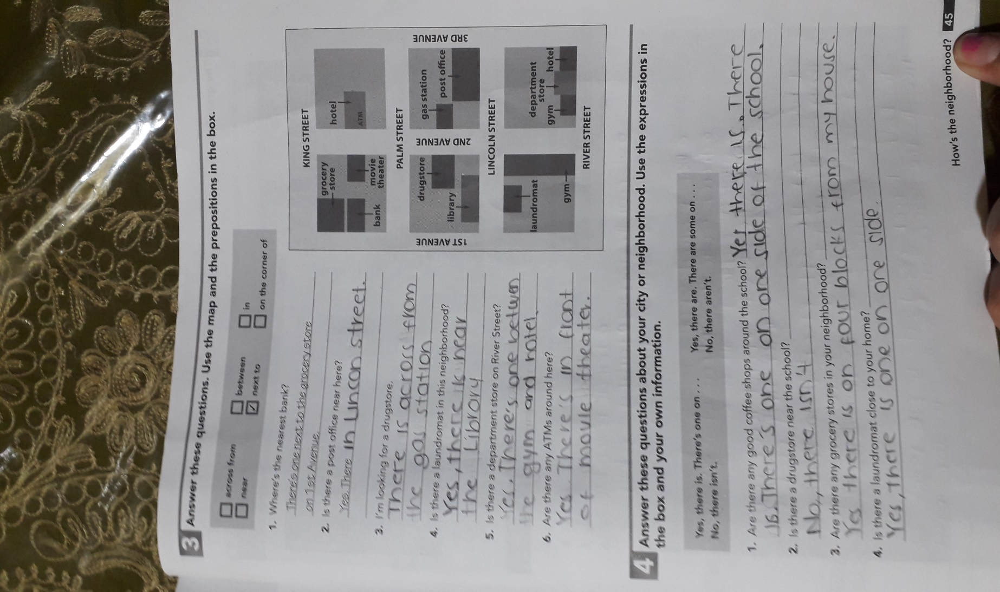 3 Answer these questions. Use the map and the prepositions in the box.
across from
between
in
near
next to
on the corner of
1. Where's the nearest bank?
There's one next to the grocery store
on 1st Avenue.
2. Is there a post office near here?
Yes. There in Lincon street.
3. I'm looking for a drugstore.
There is across from
the gas station
4. Is there a laundromat in this neighborhood?
Yes, there is near
the Library
5. Is there a department store on River Street?
Yes. There's one betwen
the gym and hotel.
6. Are there any ATMs around here?
Yes. There's in front
of movie theater.
KING STREET
grocery
store
hotel
ATM
bank
movie
theater
PALM STREET
1ST AVENUE
2ND AVENUE
3RD AVENUE
drugstore
library
gas station
post office
LINCOLN STREET
laundromat
gym
department
store
gym
hotel
RIVER STREET
4 Answer these questions about your city or neighborhood. Use the expressions in
the box and your own information.
Yes, there is. There's one on . . .
Yes, there are. There are some on . . .
No, there isn't.
No, there aren't.
1. Are there any good coffee shops around the school? Yes there is. There
is. There's one on one side of the school.
2. Is there a drugstore near the school?
No, there isn't
3. Are there any grocery stores in your neighborhood?
Yes there is on four blocks from my house.
4. Is there a laundromat close to your home?
Yes, there is one on one side.
How's the neighborhood? 45